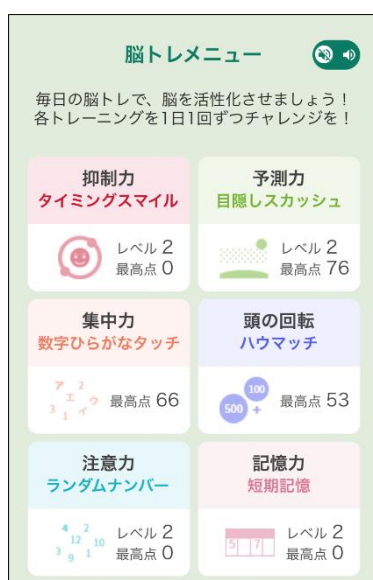 脳トレメニュー
毎日の脳トレで、脳を活性化させましょう！
各トレーニングを1日1回ずつチャレンジを！
抑制力
タイミングスマイル
レベル 2
最高点 0
予測力
目隠しスカッシュ
レベル 2
最高点 76
集中力
数字ひらがなタッチ
ア 2
エ ウ
3 1 イ
最高点 66
頭の回転
ハウマッチ
100
500 +
最高点 53
注意力
ランダムナンバー
4 2
12 10
3 9 1
レベル 2
最高点 0
記憶力
短期記憶
5 7
レベル 2
最高点 0